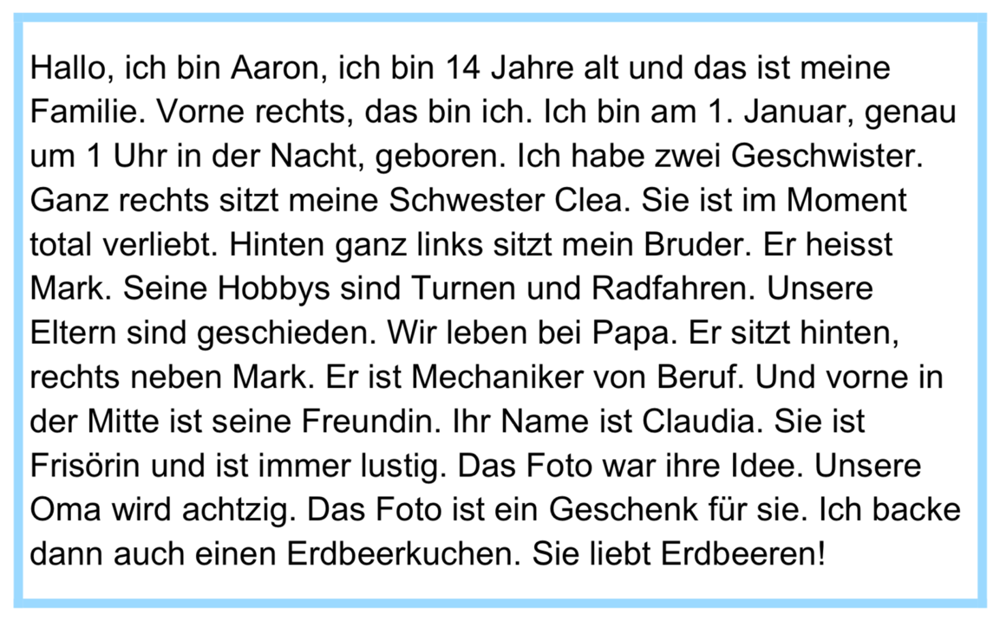 Hallo, ich bin Aaron, ich bin 14 Jahre alt und das ist meine
Familie. Vorne rechts, das bin ich. Ich bin am 1. Januar, genau
um 1 Uhr in der Nacht, geboren. Ich habe zwei Geschwister.
Ganz rechts sitzt meine Schwester Clea. Sie ist im Moment
total verliebt. Hinten ganz links sitzt mein Bruder. Er heisst
Mark. Seine Hobbys sind Turnen und Radfahren. Unsere
Eltern sind geschieden. Wir leben bei Papa. Er sitzt hinten,
rechts neben Mark. Er ist Mechaniker von Beruf. Und vorne in
der Mitte ist seine Freundin. Ihr Name ist Claudia. Sie ist
Frisörin und ist immer lustig. Das Foto war ihre Idee. Unsere
Oma wird achtzig. Das Foto ist ein Geschenk für sie. Ich backe
dann auch einen Erdbeerkuchen. Sie liebt Erdbeeren!